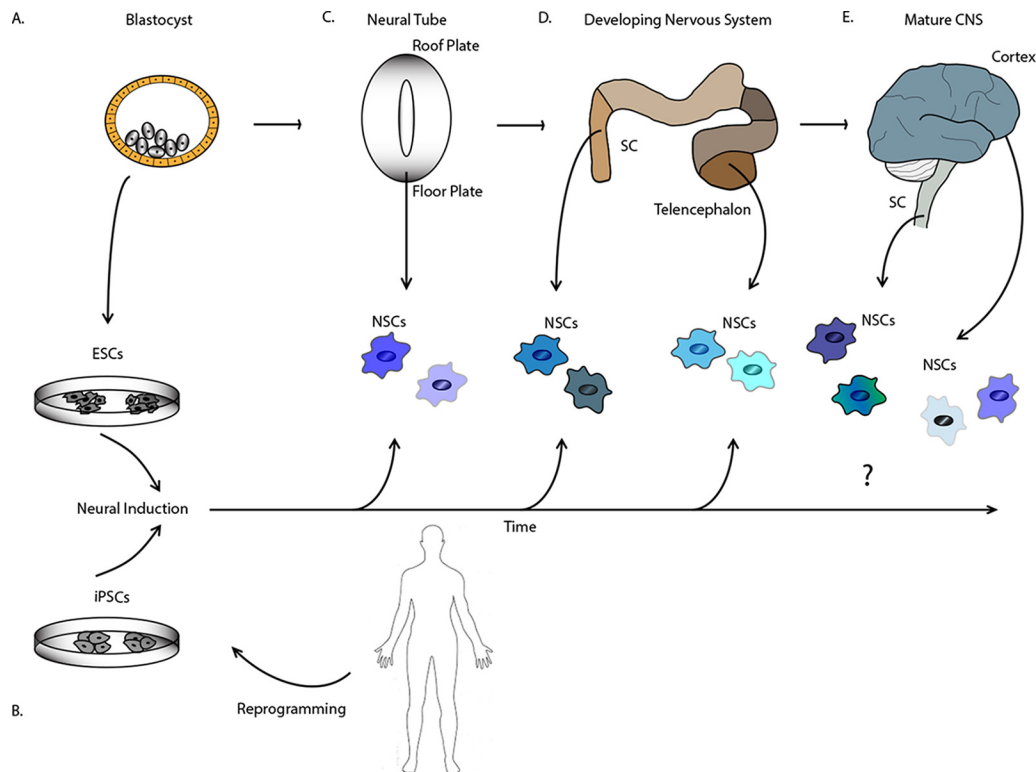 A.
Blastocyst
C.
Neural Tube
D.
Developing Nervous System
E.
Mature CNS
Roof Plate
Cortex
SC
Floor Plate
Telencephalon
SC
NSCs
NSCs
NSCs
NSCs
NSCs
ESCs
?
Neural Induction
Time
iPSCs
Reprogramming
B.